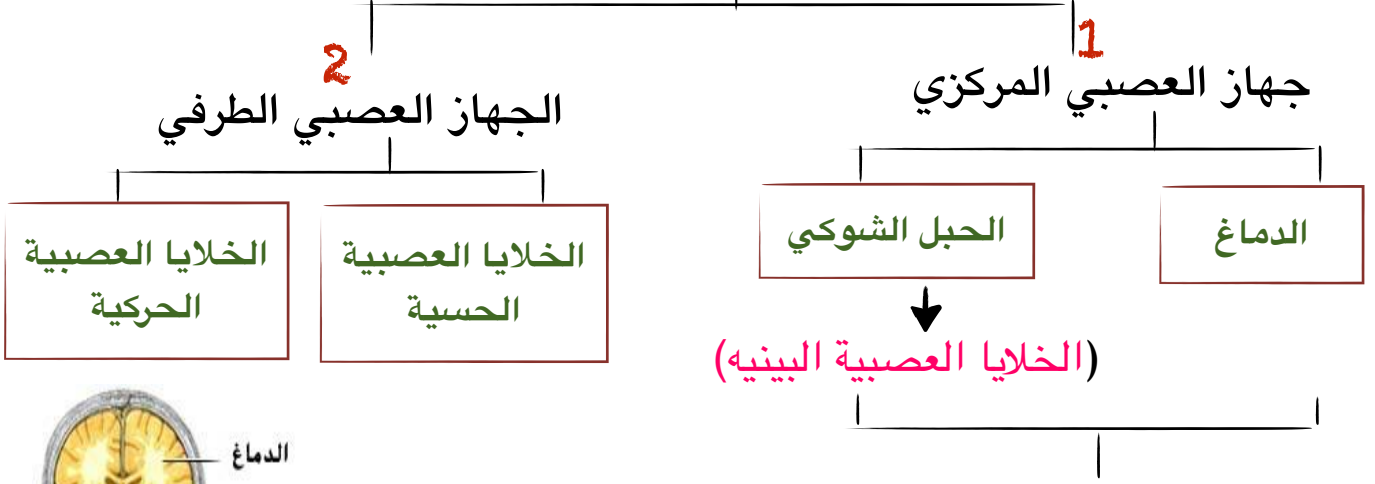 1
جهاز العصبي المركزي
2
الجهاز العصبي الطرفي
الدماغ
الحبل الشوكي
(الخلايا العصبية البينيه)
الخلايا العصبية
الحسية
الخلايا العصبية
الحركية
الدماغ